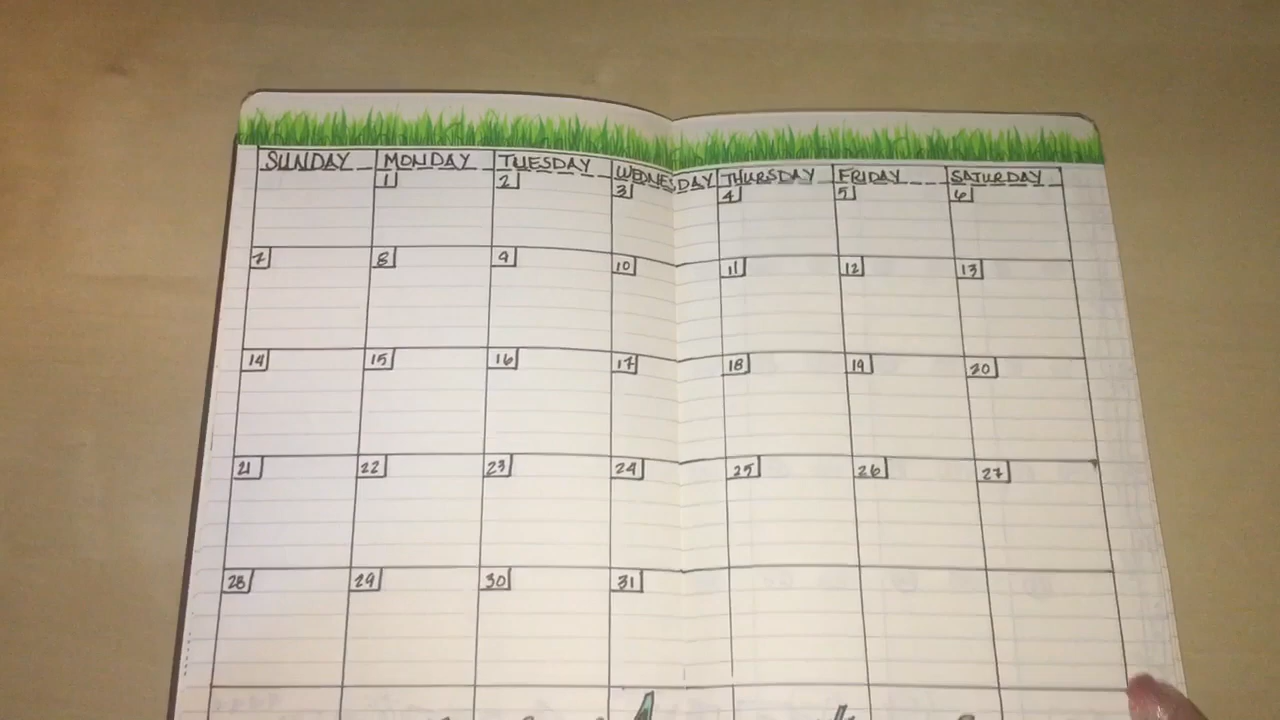 SUNDAY MONDAY TUESDAY WEDNESDAY THURSDAY FRIDAY SATURDAY
1 2 3 4 5 6
7 8 9 10 11 12 13
14 15 16 17 18 19 20
21 22 23 24 25 26 27
28 29 30 31